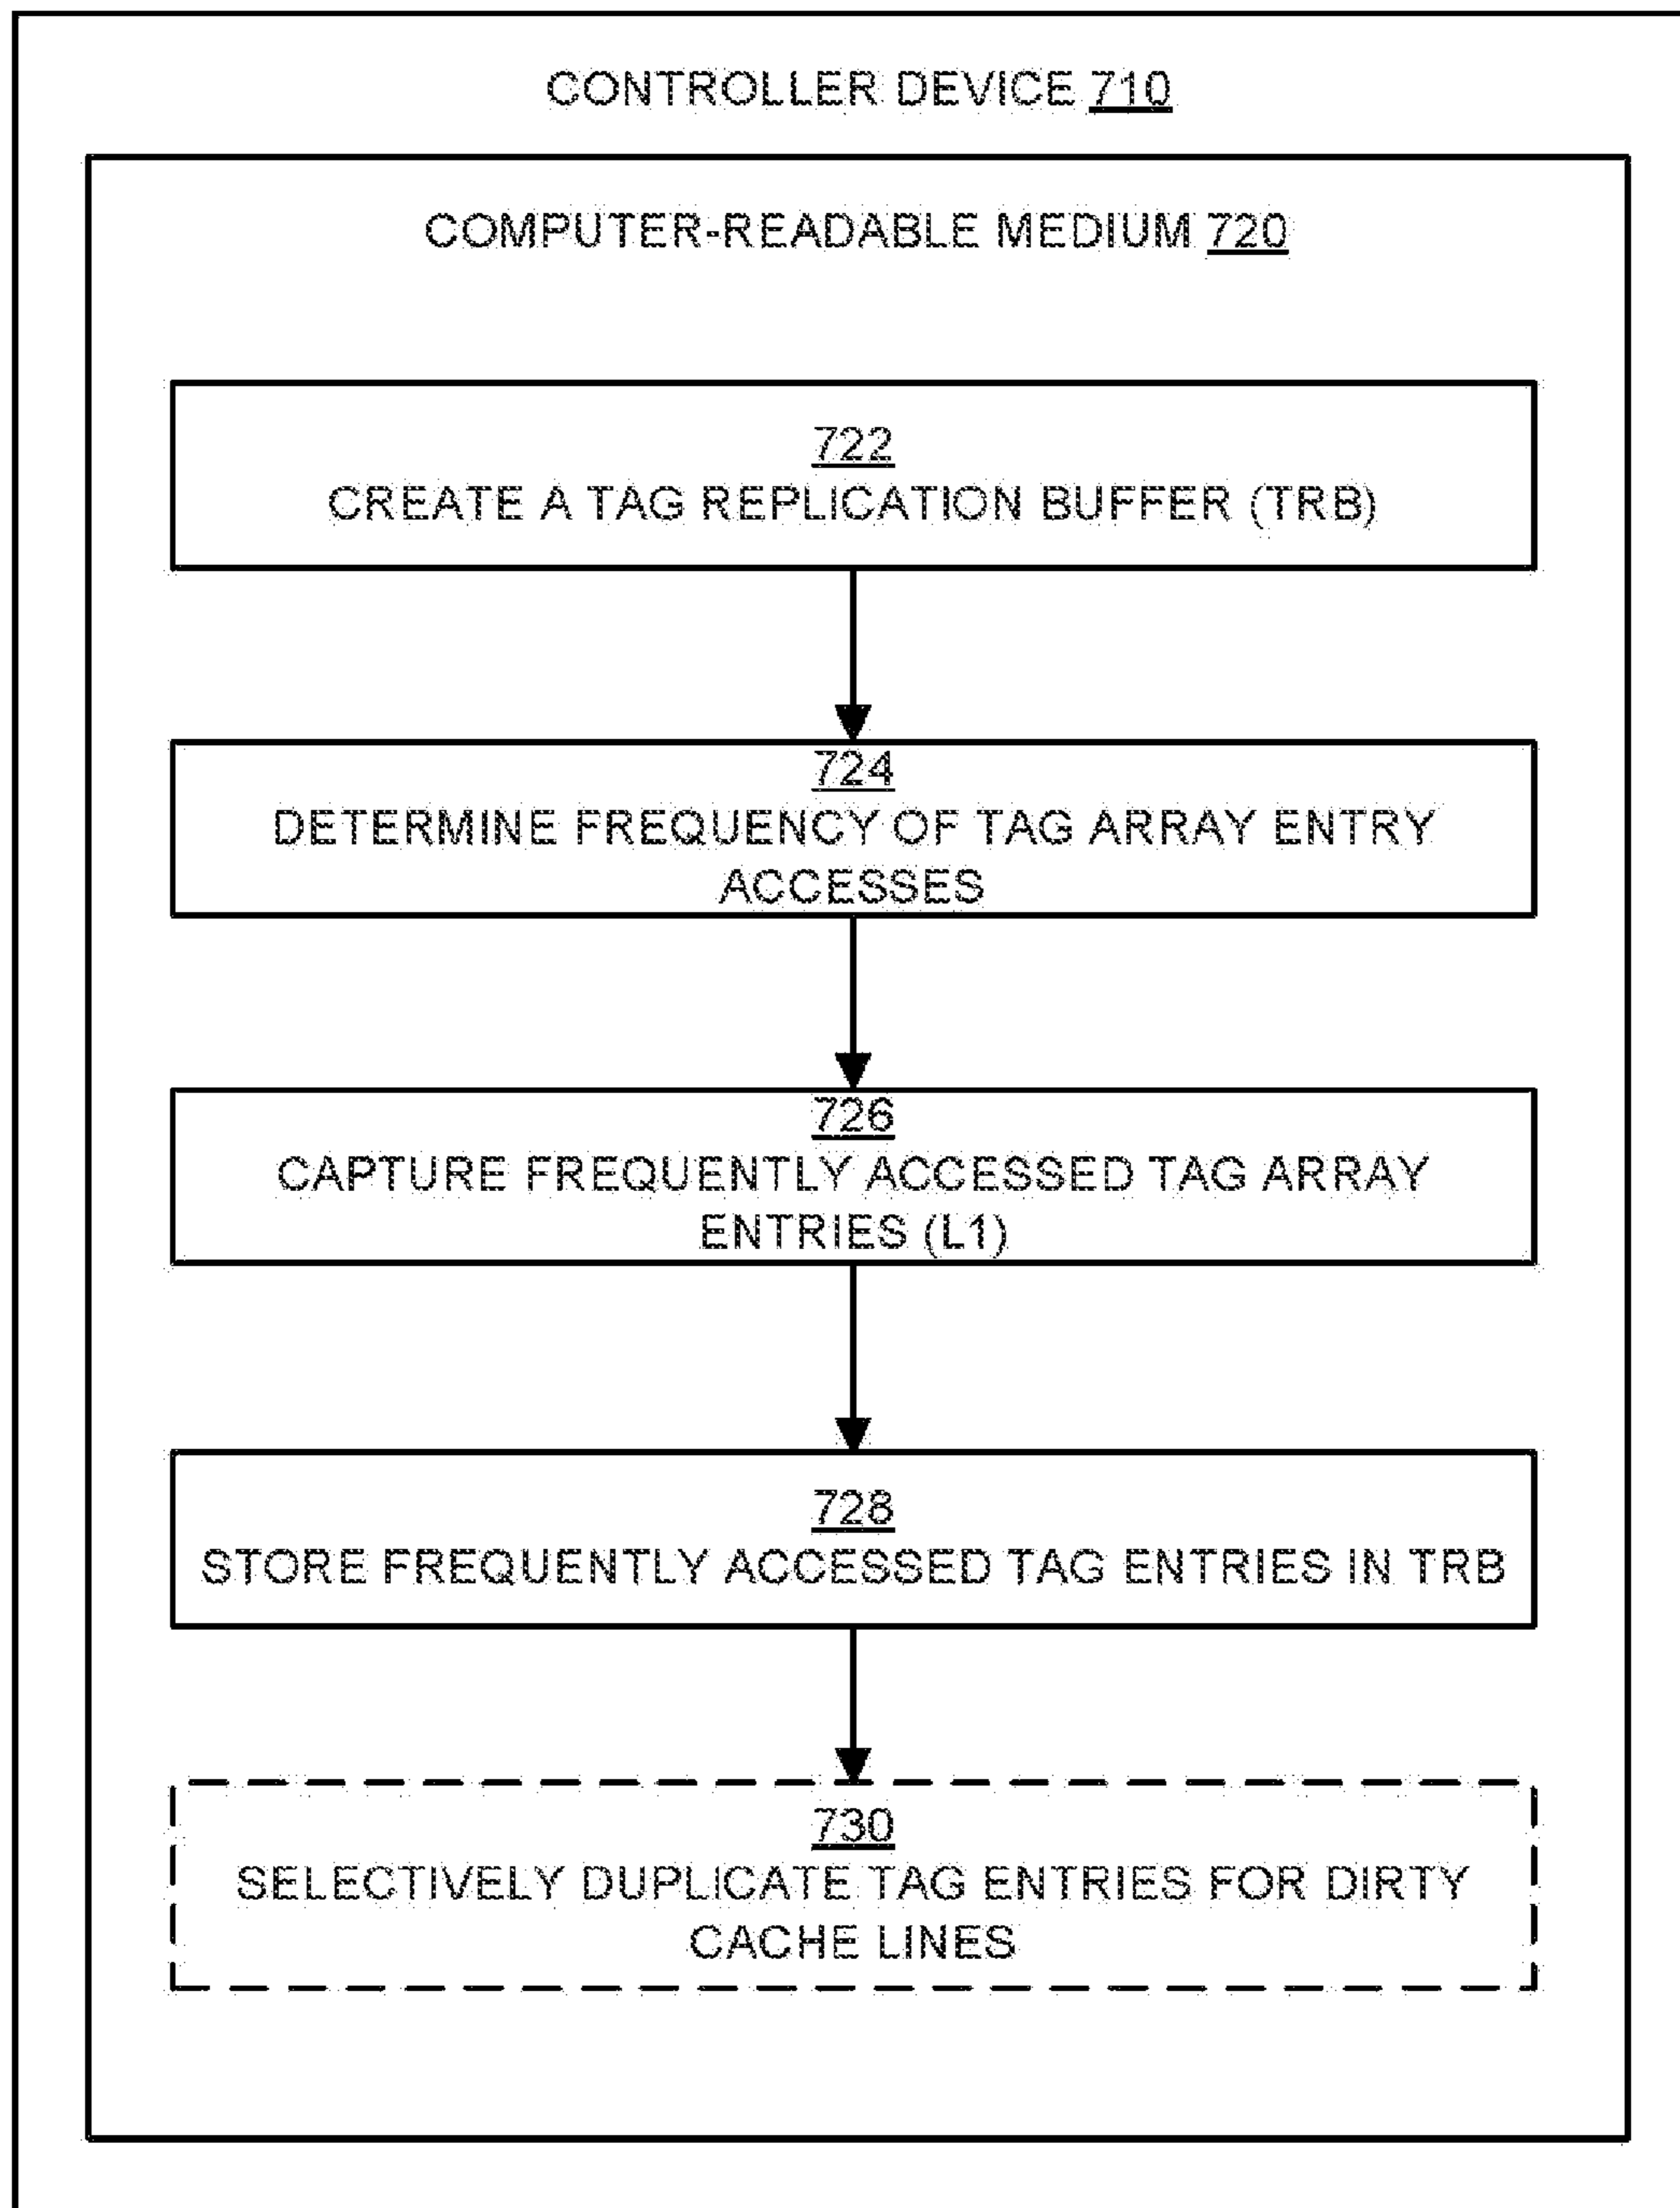 CONTROLLER DEVICE 710
COMPUTER-READABLE MEDIUM 720
722
CREATE A TAG REPLICATION BUFFER (TRB)
724
DETERMINE FREQUENCY OF TAG ARRAY ENTRY
ACCESSES
726
CAPTURE FREQUENTLY ACCESSED TAG ARRAY
ENTRIES (L1)
728
STORE FREQUENTLY ACCESSED TAG ENTRIES IN TRB
730
SELECTIVELY DUPLICATE TAG ENTRIES FOR DIRTY
CACHE LINES